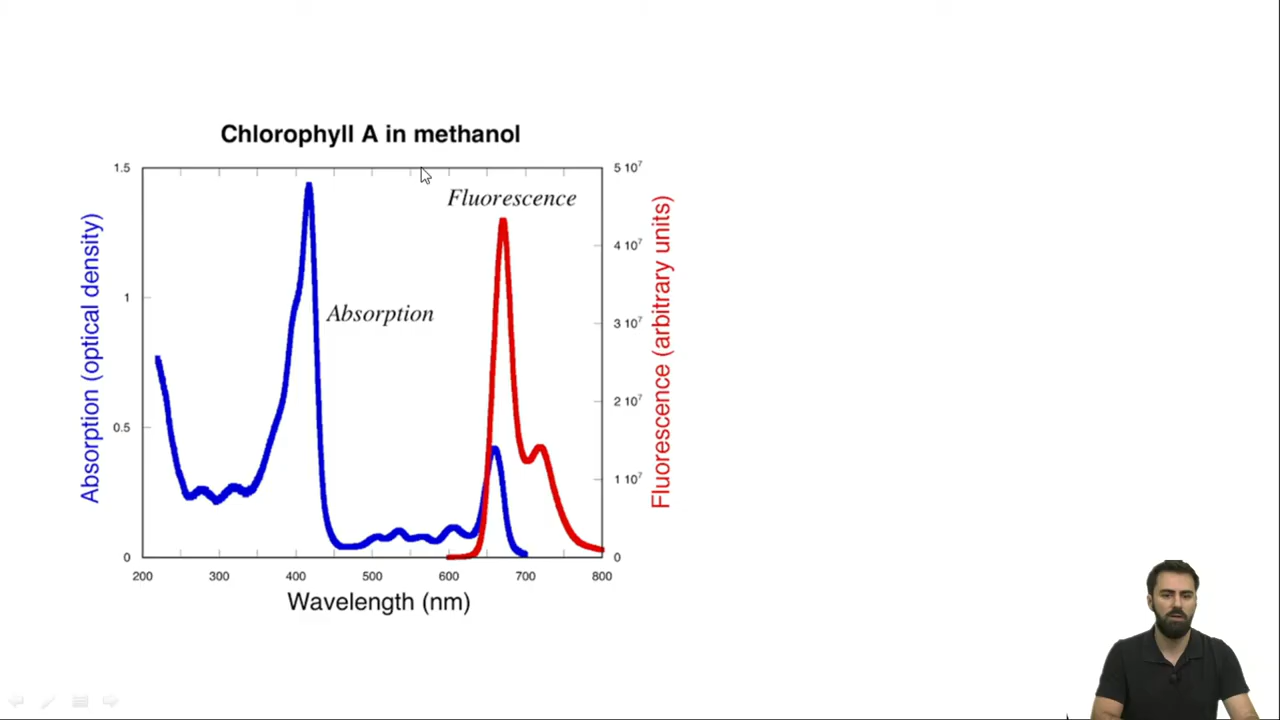 Chlorophyll A in methanol
1.5
1
0.5
0
Absorption (optical density)
Fluorescence
Absorption
5 10⁷
4 10⁷
3 10⁷
2 10⁷
1 10⁷
0
Fluorescence (arbitrary units)
200 300 400 500 600 700 800
Wavelength (nm)